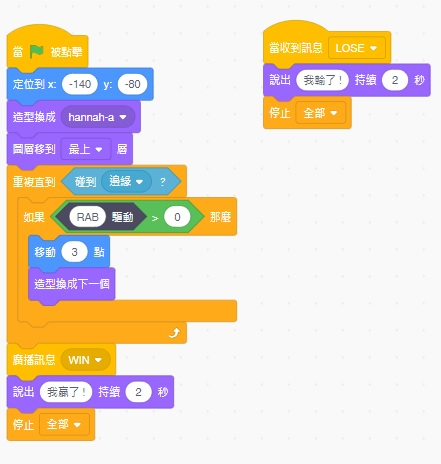 當 被點擊
定位到 x: -140 y: -80
造型換成 hannah-a
圖層移到 最上 層
重複直到 碰到 邊緣 ?
如果 RAB 驅動 > 0 那麼
移動 3 點
造型換成下一個
廣播訊息 WIN
說出 我贏了! 持續 2 秒
停止 全部
當收到訊息 LOSE
說出 我輸了! 持續 2 秒
停止 全部